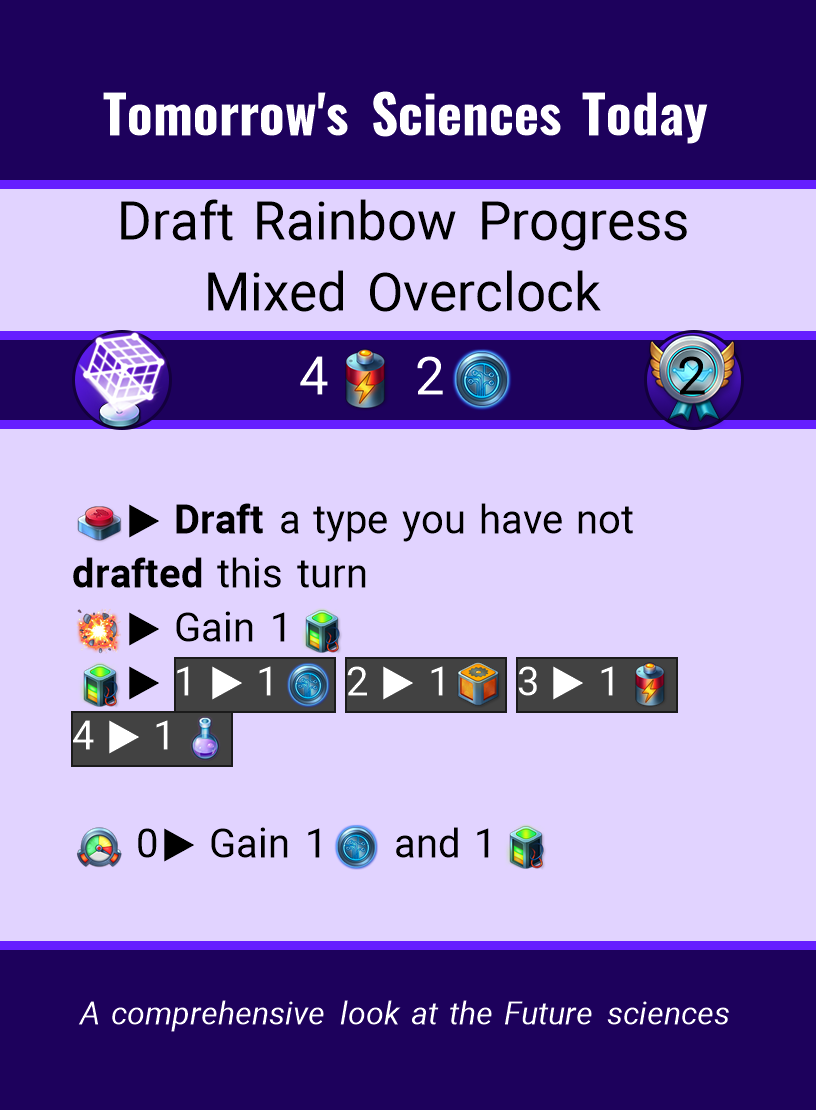 Tomorrow's Sciences Today
Draft Rainbow Progress
Mixed Overclock
4 2 2
▶ Draft a type you have not
drafted this turn
▶ Gain 1
▶ 1 ▶ 1 2 ▶ 1 3 ▶ 1
4 ▶ 1
0▶ Gain 1 and 1
A comprehensive look at the Future sciences